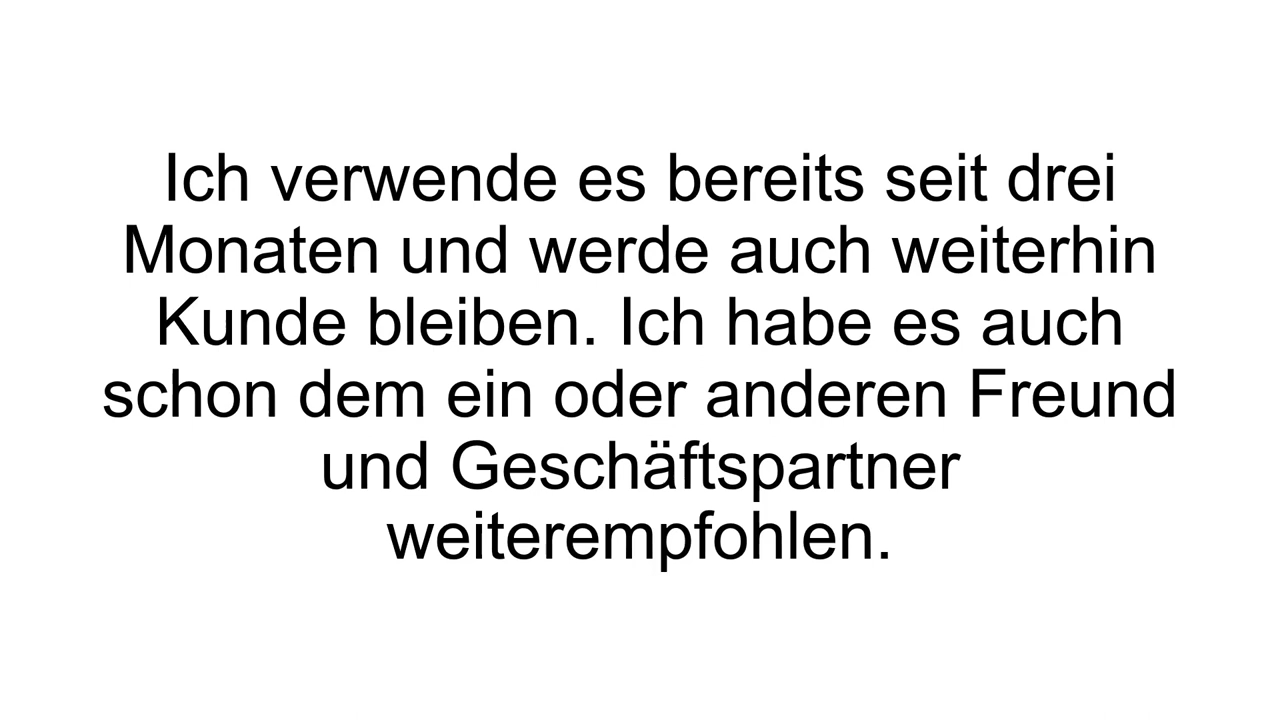 Ich verwende es bereits seit drei
Monaten und werde auch weiterhin
Kunde bleiben. Ich habe es auch
schon dem ein oder anderen Freund
und Geschäftspartner
weiterempfohlen.